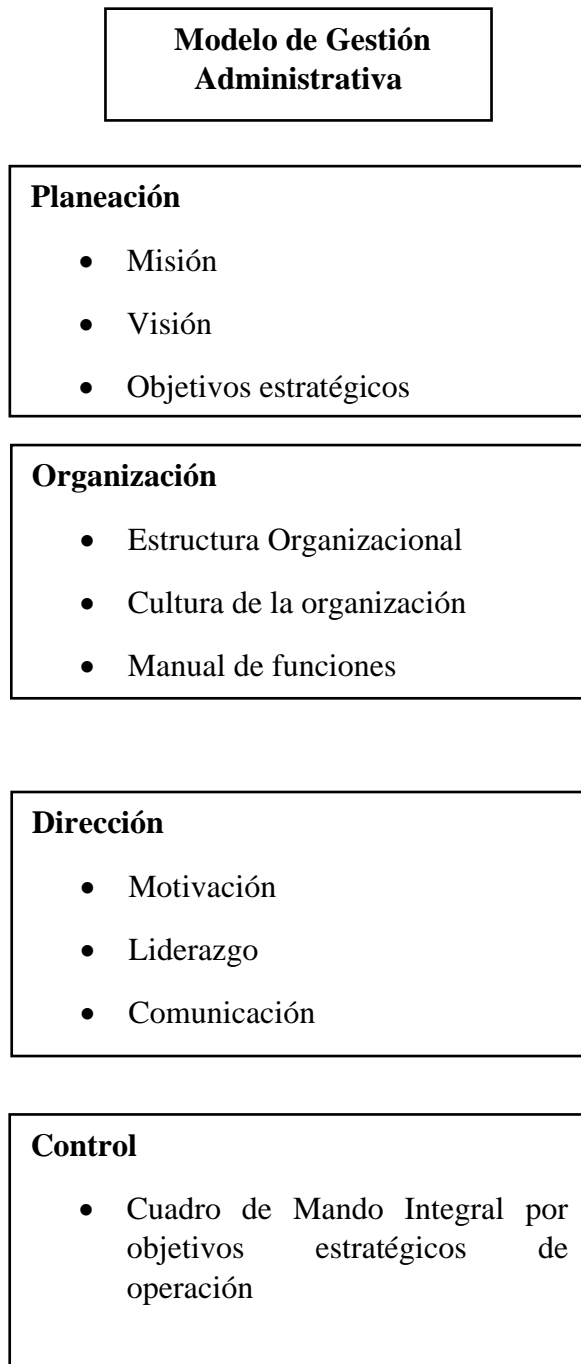 Modelo de Gestión
Administrativa
Planeación
• Misión
• Visión
• Objetivos estratégicos
Organización
• Estructura Organizacional
• Cultura de la organización
• Manual de funciones
Dirección
• Motivación
• Liderazgo
• Comunicación
Control
• Cuadro de Mando Integral por
objetivos estratégicos de
operación